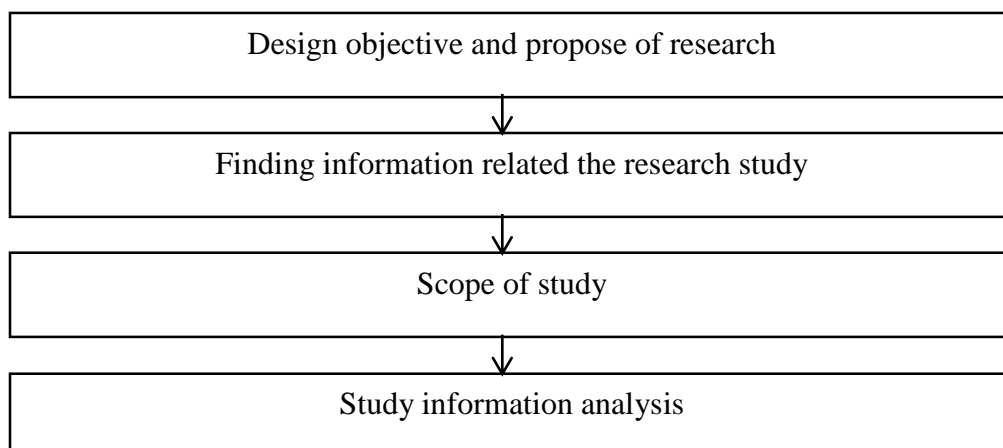 Design objective and propose of research
Finding information related the research study
Scope of study
Study information analysis